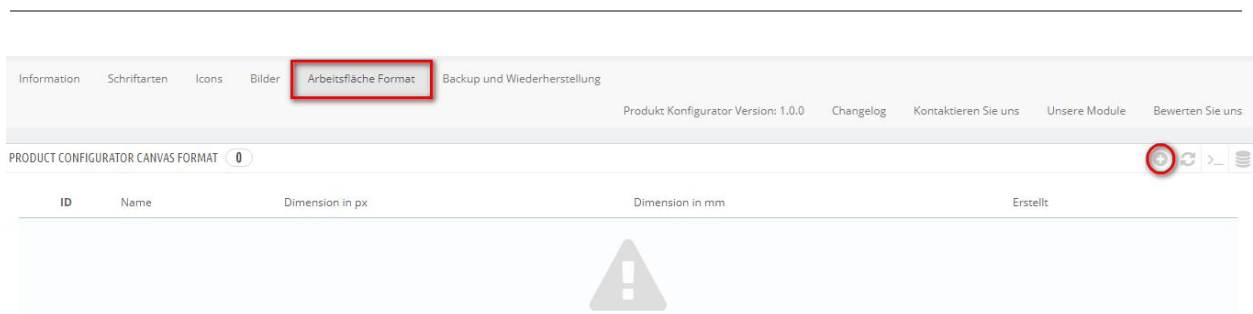 Information Schriftarten Icons Bilder Arbeitsfläche Format Backup und Wiederherstellung
Produkt Konfigurator Version: 1.0.0 Changelog Kontaktieren Sie uns Unsere Module Bewerten Sie uns
PRODUCT CONFIGURATOR CANVAS FORMAT 0
ID Name Dimension in px Dimension in mm Erstellt